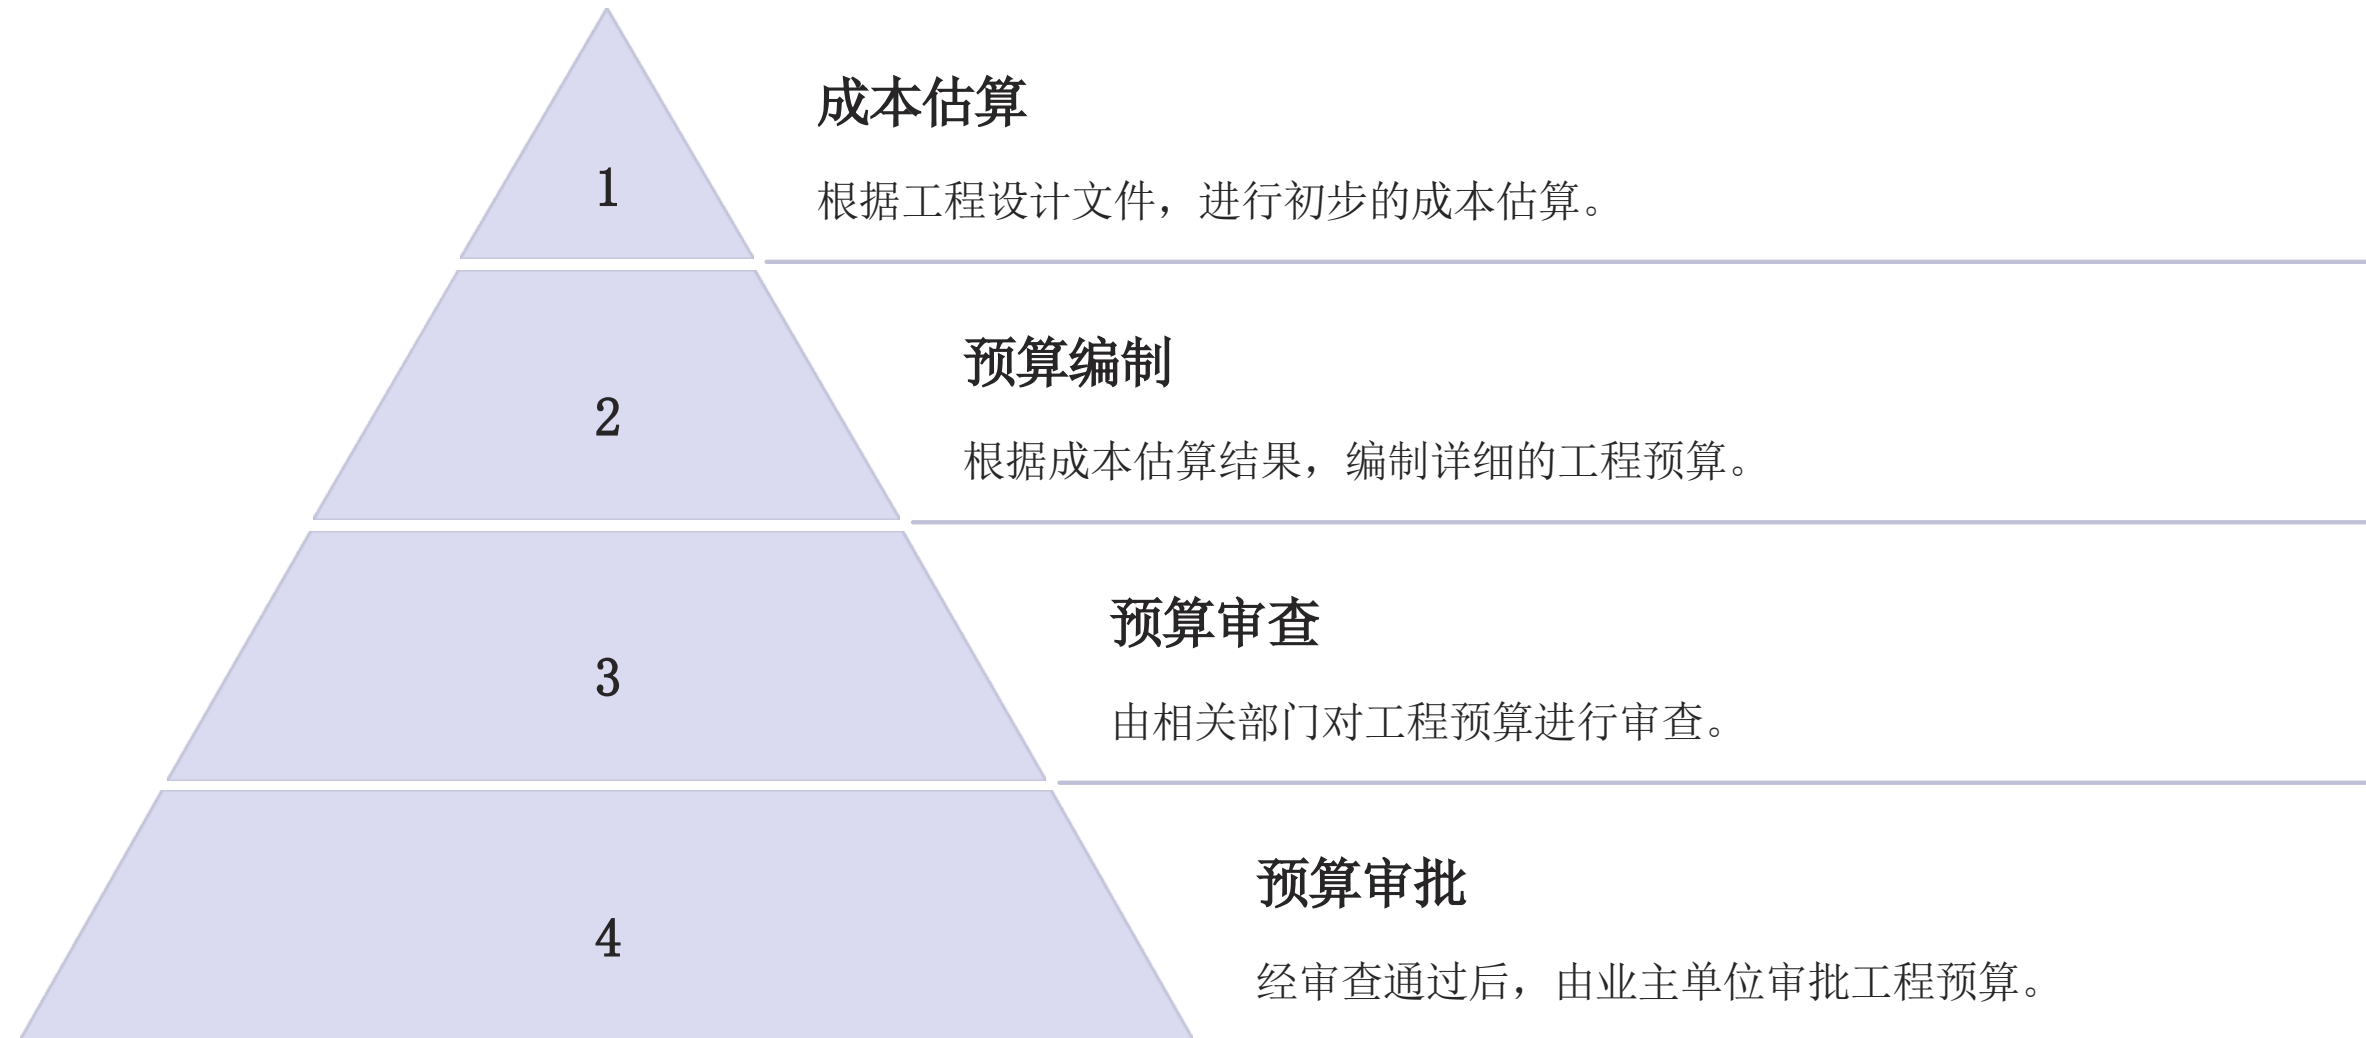 1
成本估算
根据工程设计文件，进行初步的成本估算。
2
预算编制
根据成本估算结果，编制详细的工程预算。
3
预算审查
由相关部门对工程预算进行审查。
4
预算审批
经审查通过后，由业主单位审批工程预算。